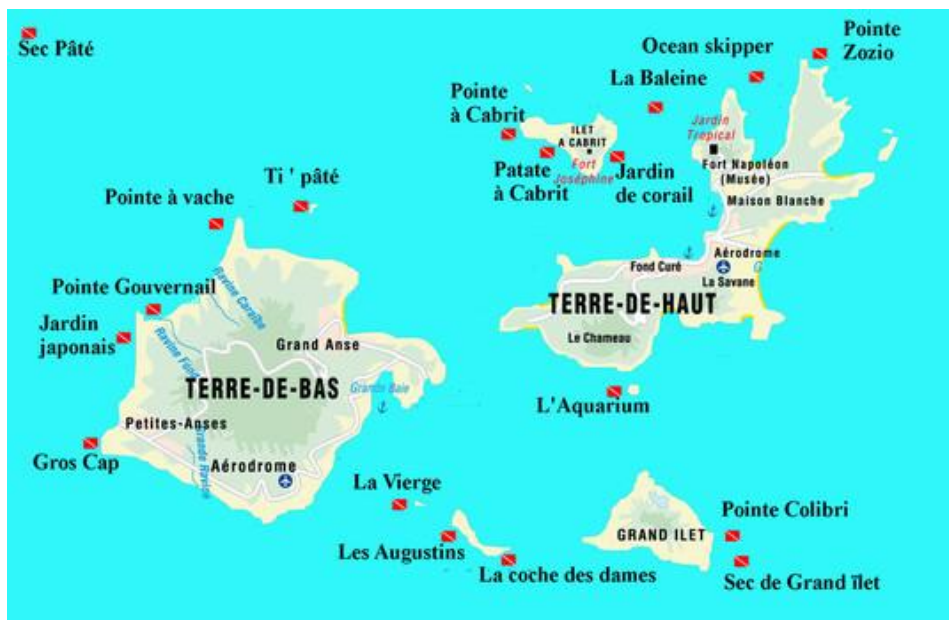 Sec Pâté
Pointe
Zozio
Ocean skipper
La Baleine
Pointe
à Cabrit
ILET
A CABRIT
Jardin
Tropical
Patate
à Cabrit
Fort
Joséphine
Jardin
de corail
Fort Napoléon
(Musée)
Maison Blanche
Ti ' pâté
Pointe à vache
Aérodrome
Fond Curé
La Savane
Pointe Gouvernail
Ravine Caraïbe
TERRE-DE-HAUT
Jardin
japonais
Ravine Fond
Grand Anse
Le Chameau
TERRE-DE-BAS
Grande Baie
L'Aquarium
Petites-Anses
Grande Ravine
Gros Cap
Aérodrome
La Vierge
Pointe Colibri
GRAND ILET
Les Augustins
La coche des dames
Sec de Grand îlet